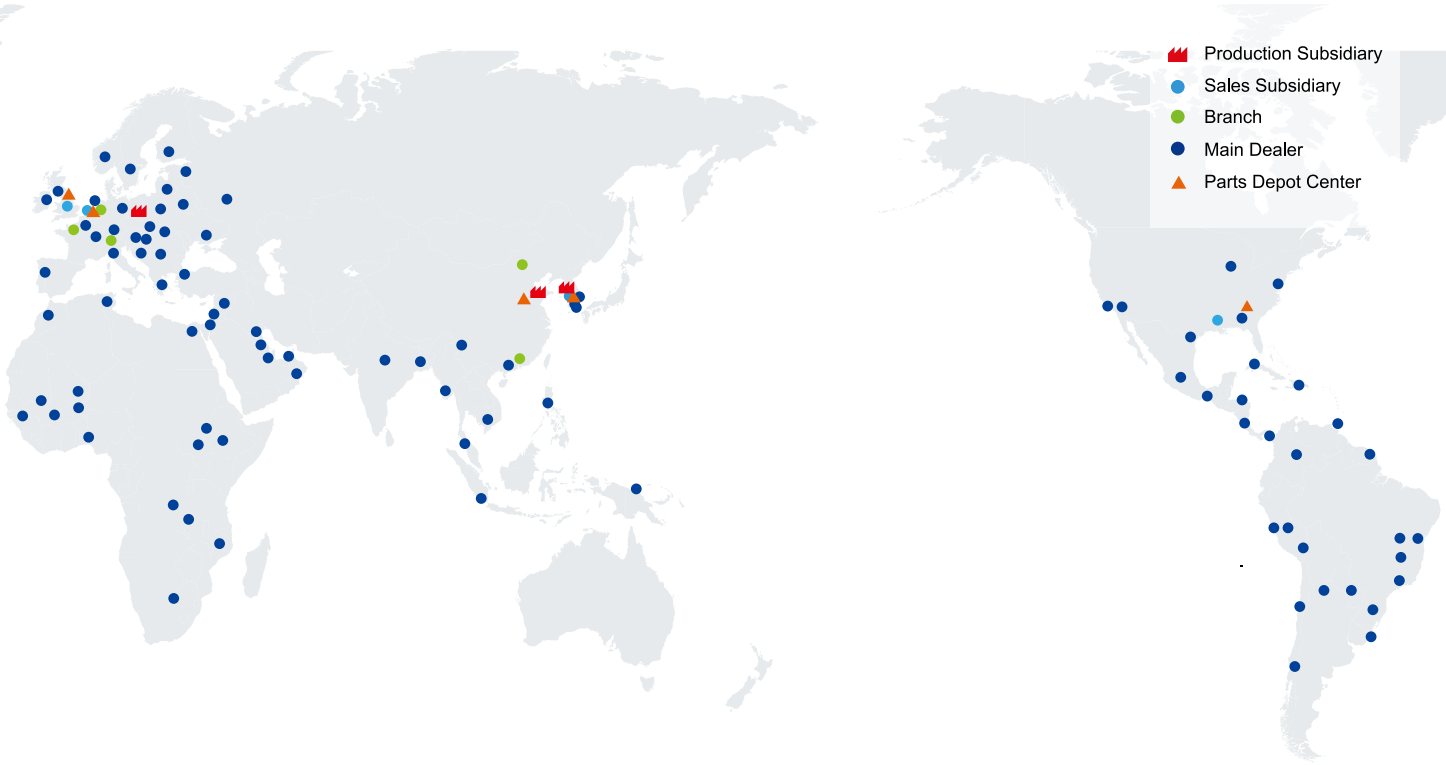 Production Subsidiary
Sales Subsidiary
Branch
Main Dealer
Parts Depot Center